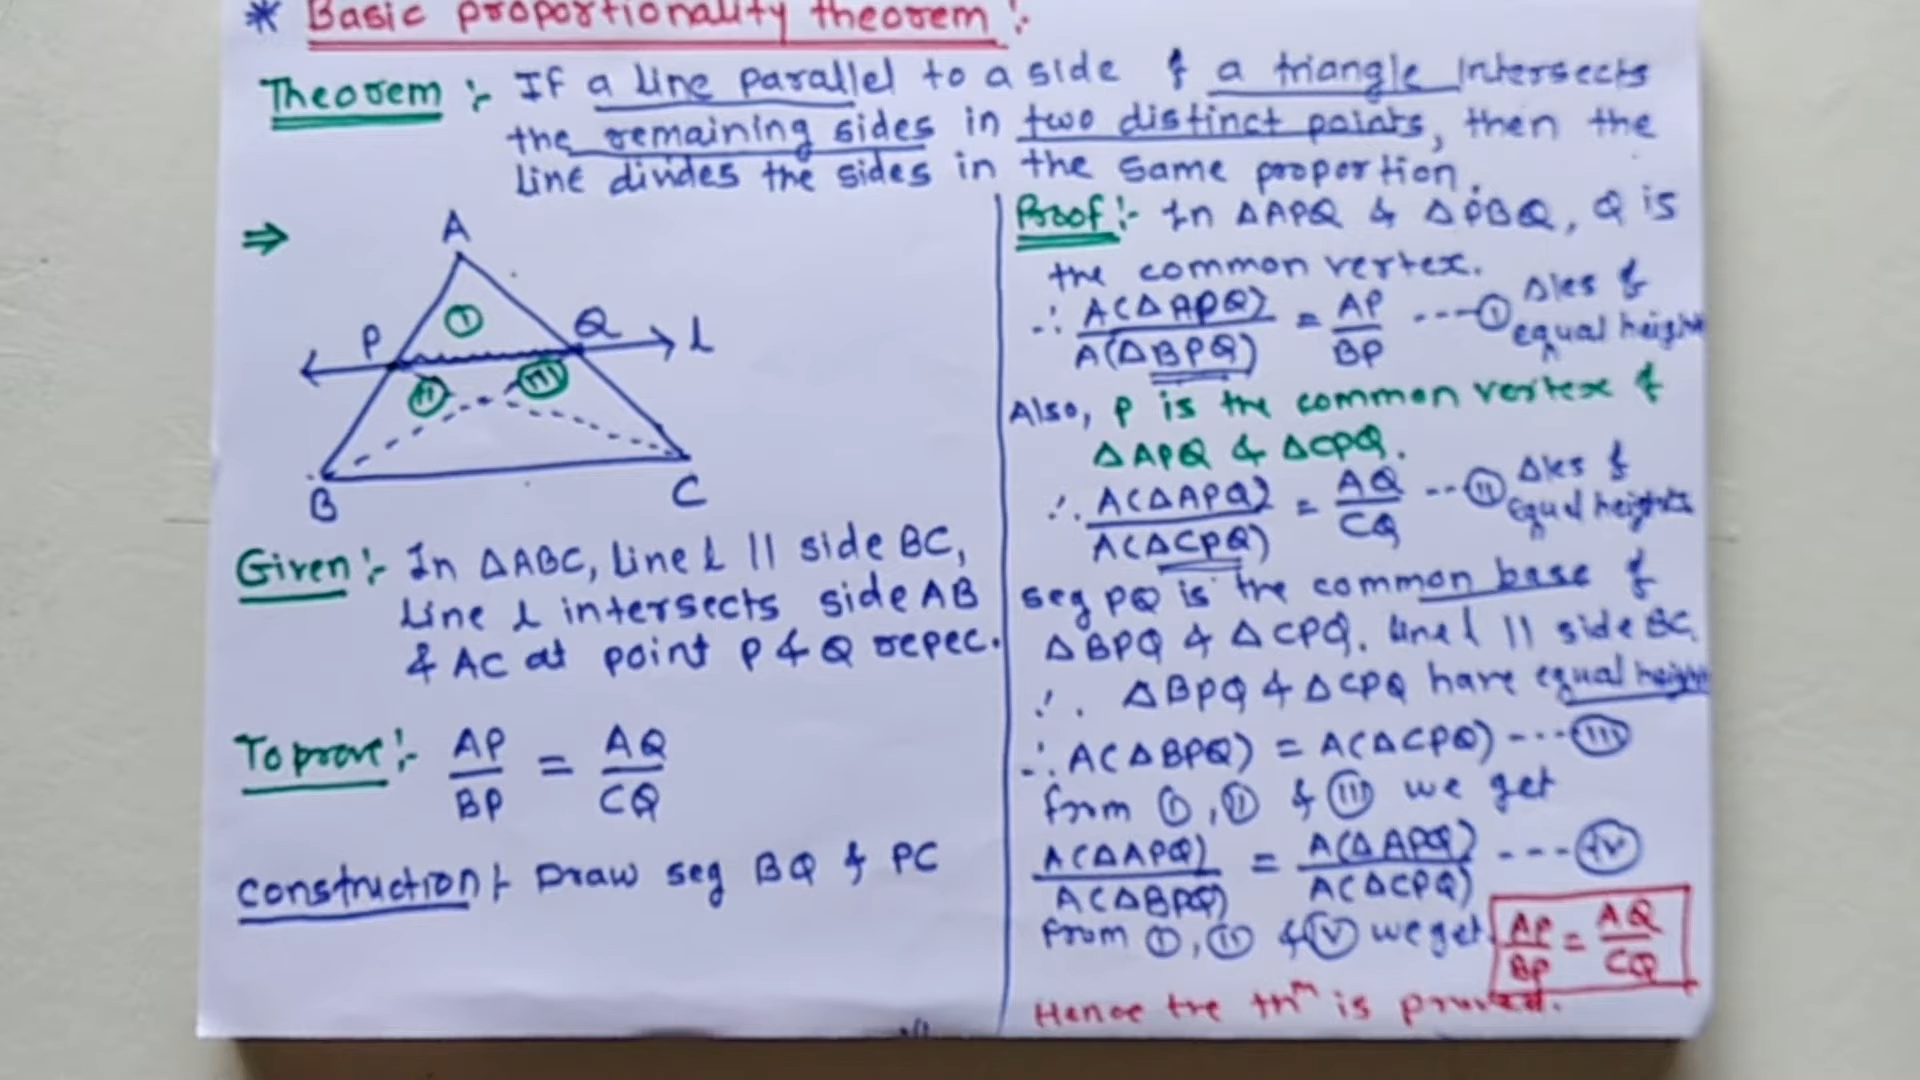 * Basic proportionality theorem :-
Theorem :- If a line parallel to a side of a triangle intersects
the remaining sides in two distinct points, then the
line divides the sides in the same proportion.
⇒
A
P
Q
l
I
II
III
B
C
Given :- In △ABC, Line l || side BC,
Line l intersects side AB
& AC at point P & Q repec.
To prove :- AP/BP = AQ/CQ
Construction :- Draw seg BQ & PC
Proof :- In △APQ & △PBQ, Q is
the common vertex.
∴ A(△APQ)/A(△BPQ) = AP/BP ---- I △les of equal height
Also, P is the common vertex of
△APQ & △CPQ.
∴ A(△APQ)/A(△CPQ) = AQ/CQ --- II △les of equal heights
seg PQ is the common base of
△BPQ & △CPQ. line l || side BC.
∴ △BPQ & △CPQ have equal height
∴ A(△BPQ) = A(△CPQ) ---- III
from I, II & III we get
A(△APQ)/A(△BPQ) = A(△APQ)/A(△CPQ) ---- IV
from I, II & V we get AP/BP = AQ/CQ
Hence the thm is proved.